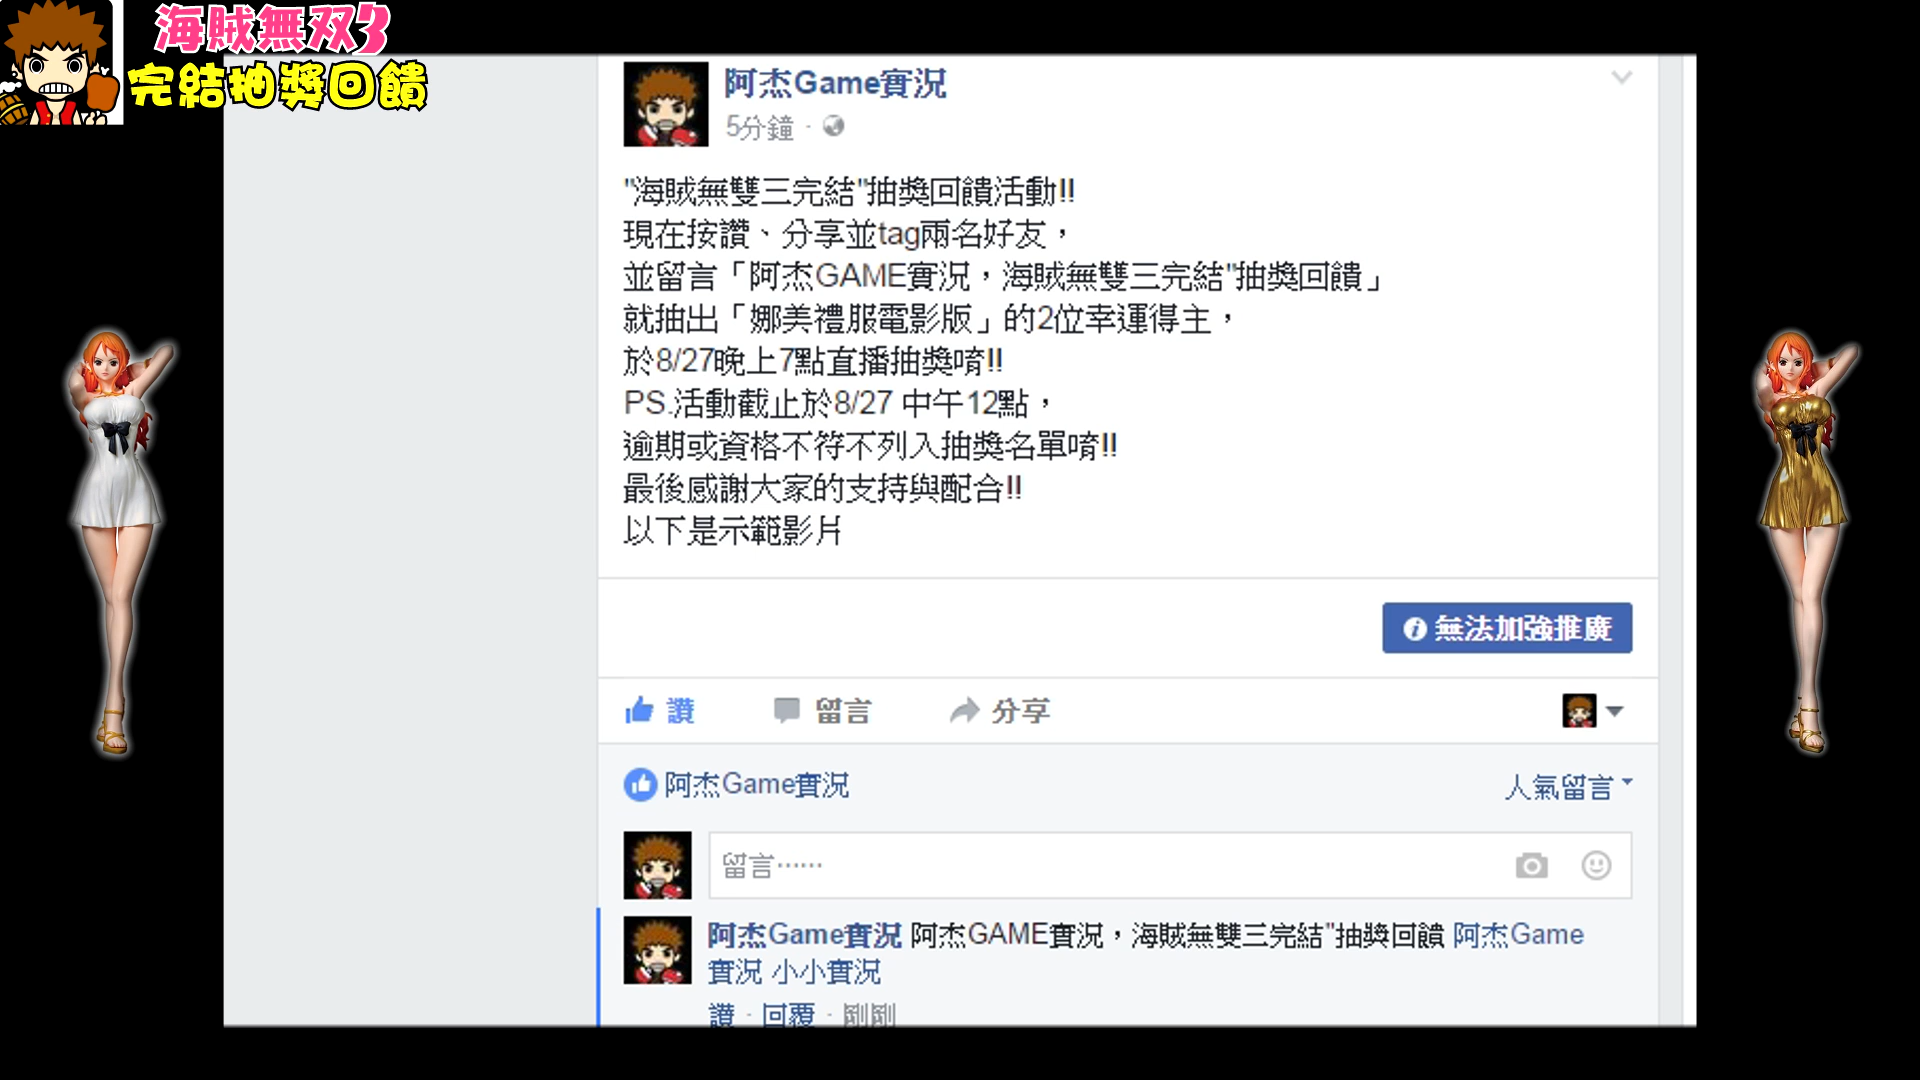 海賊無双3
完結抽獎回饋
阿杰Game實況
5分鐘 ·
"海賊無雙三完結"抽獎回饋活動!!
現在按讚、分享並tag兩名好友，
並留言「阿杰GAME實況，海賊無雙三完結"抽獎回饋」
就抽出「娜美禮服電影版」的2位幸運得主，
於8/27晚上7點直播抽獎唷!!
PS.活動截止於8/27 中午12點，
逾期或資格不符不列入抽獎名單唷!!
最後感謝大家的支持與配合!!
以下是示範影片
無法加強推廣
讚 留言 分享
阿杰Game實況 人氣留言
留言……
阿杰Game實況 阿杰GAME實況，海賊無雙三完結"抽獎回饋 阿杰Game
實況 小小實況
讚 · 回覆 · 剛剛